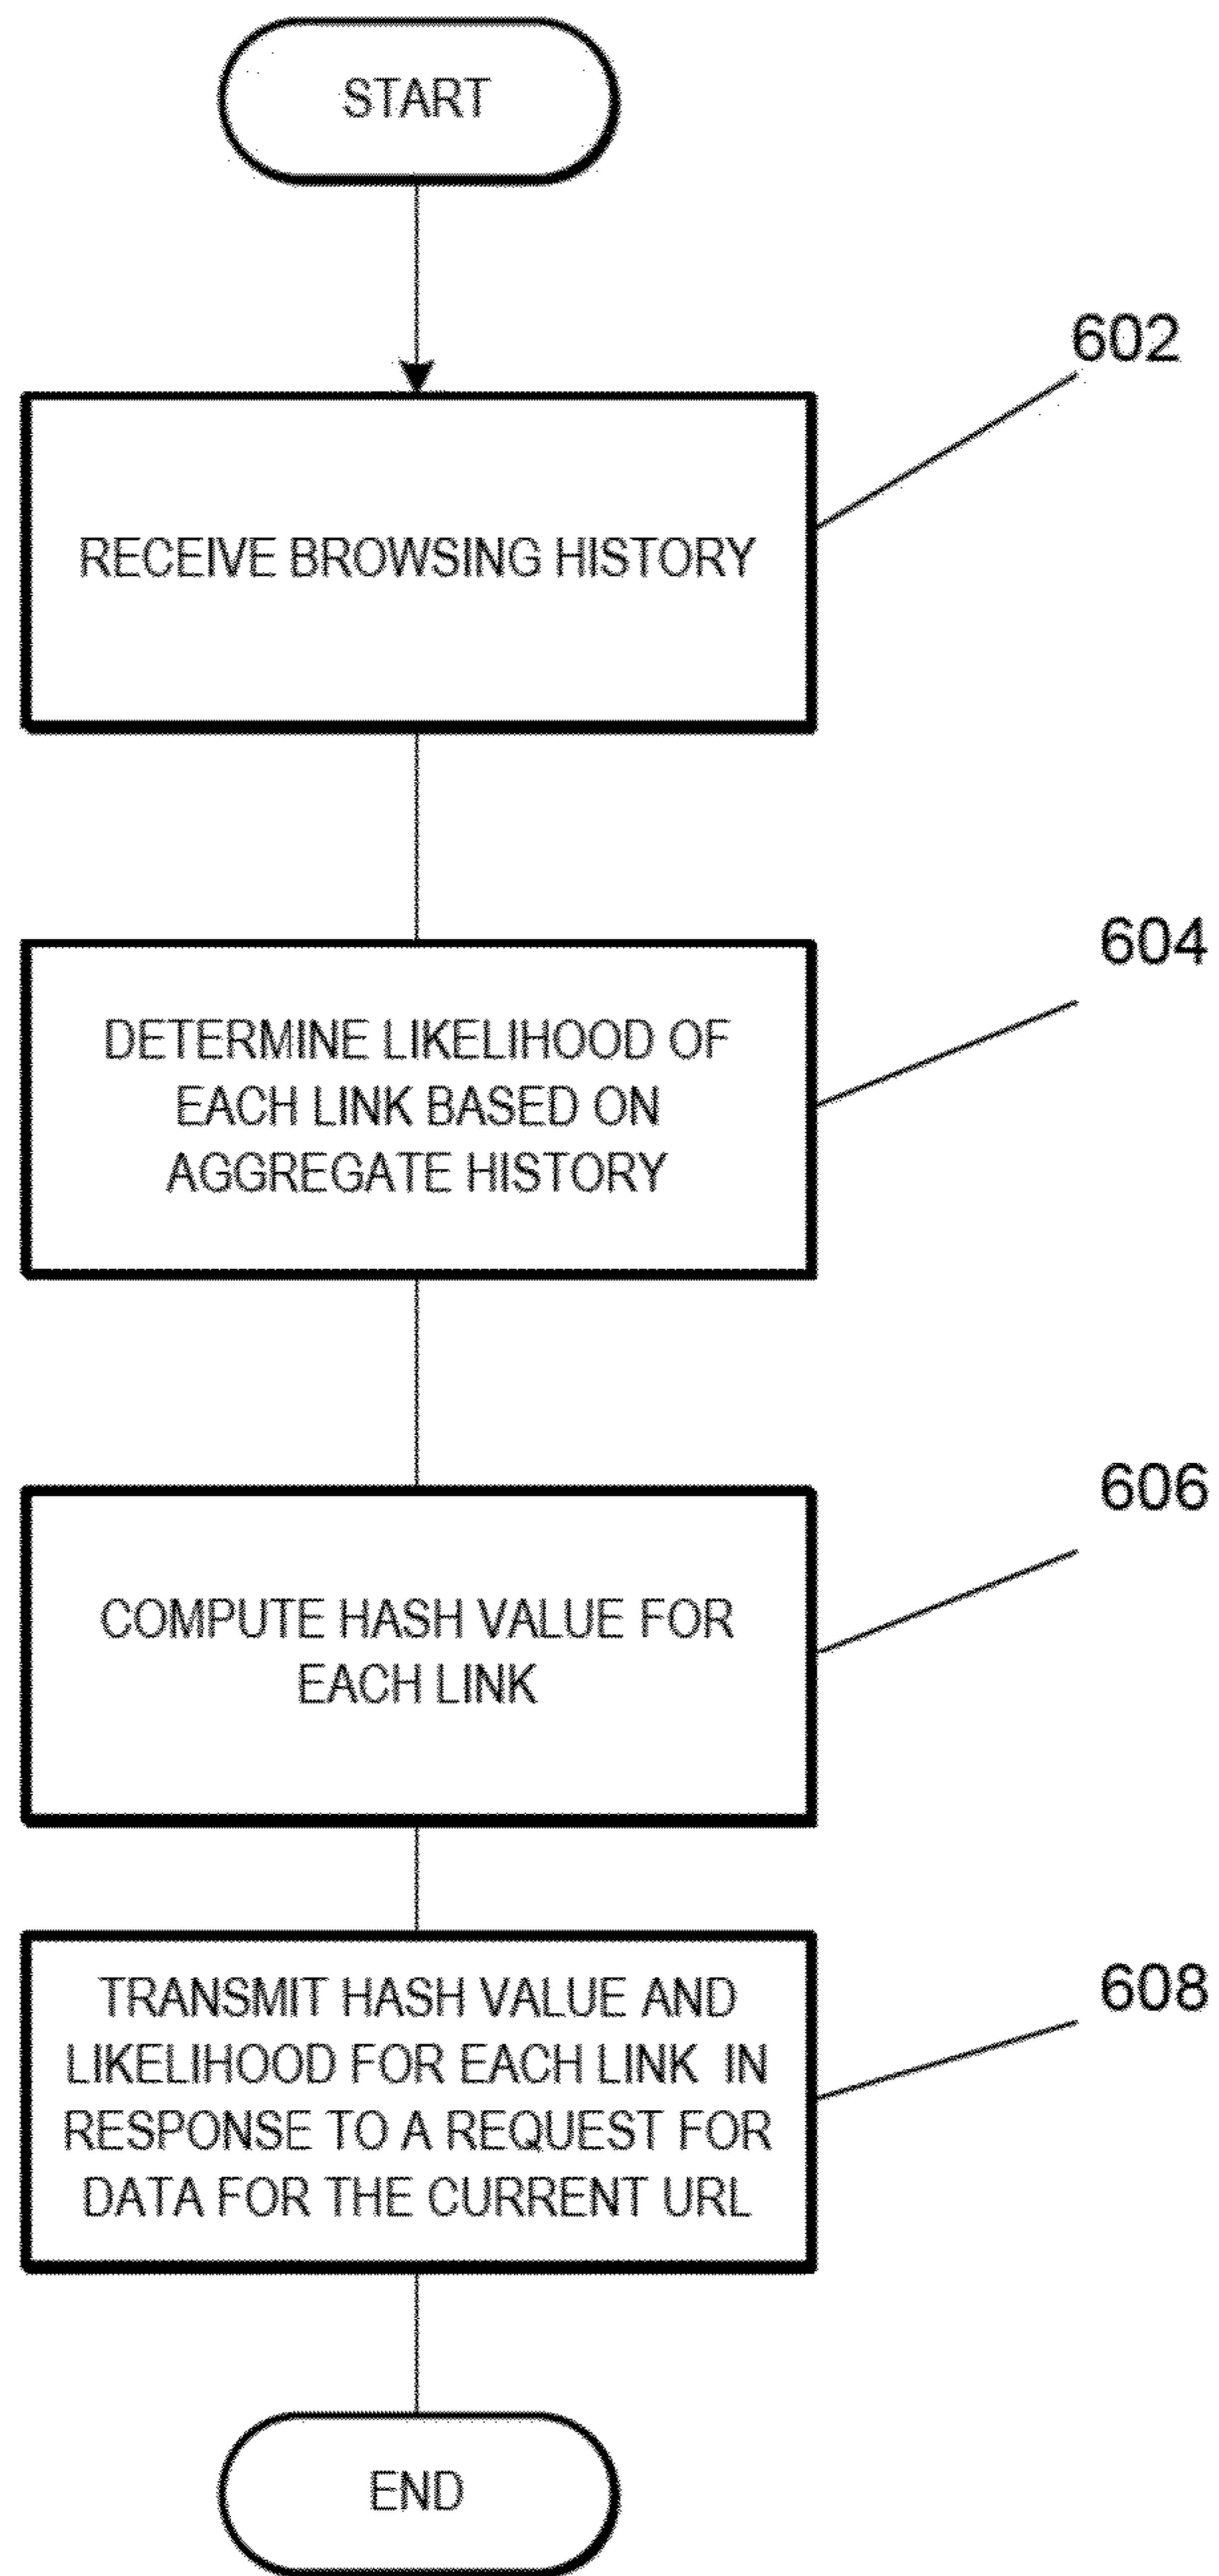 START
602
RECEIVE BROWSING HISTORY
604
DETERMINE LIKELIHOOD OF
EACH LINK BASED ON
AGGREGATE HISTORY
606
COMPUTE HASH VALUE FOR
EACH LINK
608
TRANSMIT HASH VALUE AND
LIKELIHOOD FOR EACH LINK IN
RESPONSE TO A REQUEST FOR
DATA FOR THE CURRENT URL
END